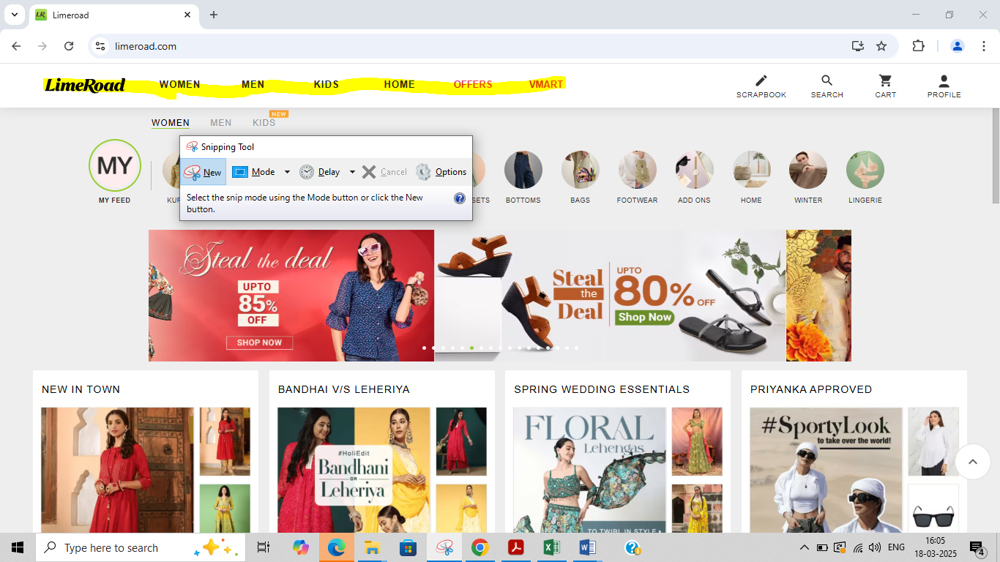 Limeroad
limeroad.com
LimeRoad WOMEN MEN KIDS HOME OFFERS VMART
SCRAPBOOK SEARCH CART PROFILE
NEW
WOMEN MEN KIDS
Snipping Tool
New Mode Delay Cancel Options
Select the snip mode using the Mode button or click the New
button.
MY
MY FEED KUR SETS BOTTOMS BAGS FOOTWEAR ADD ONS HOME WINTER LINGERIE
Steal the deal
UPTO
85%
OFF
SHOP NOW
Steal
the
Deal
UPTO
80% OFF
Shop Now
NEW IN TOWN
BANDHAI V/S LEHERIYA
#HoliEdit
Bandhani
OR
Leheriya
SPRING WEDDING ESSENTIALS
FLORAL
Lehengas
TO TWIRL IN STYLE
PRIYANKA APPROVED
#SportyLook
to take over the world!
Type here to search
ENG
16:05
18-03-2025
4